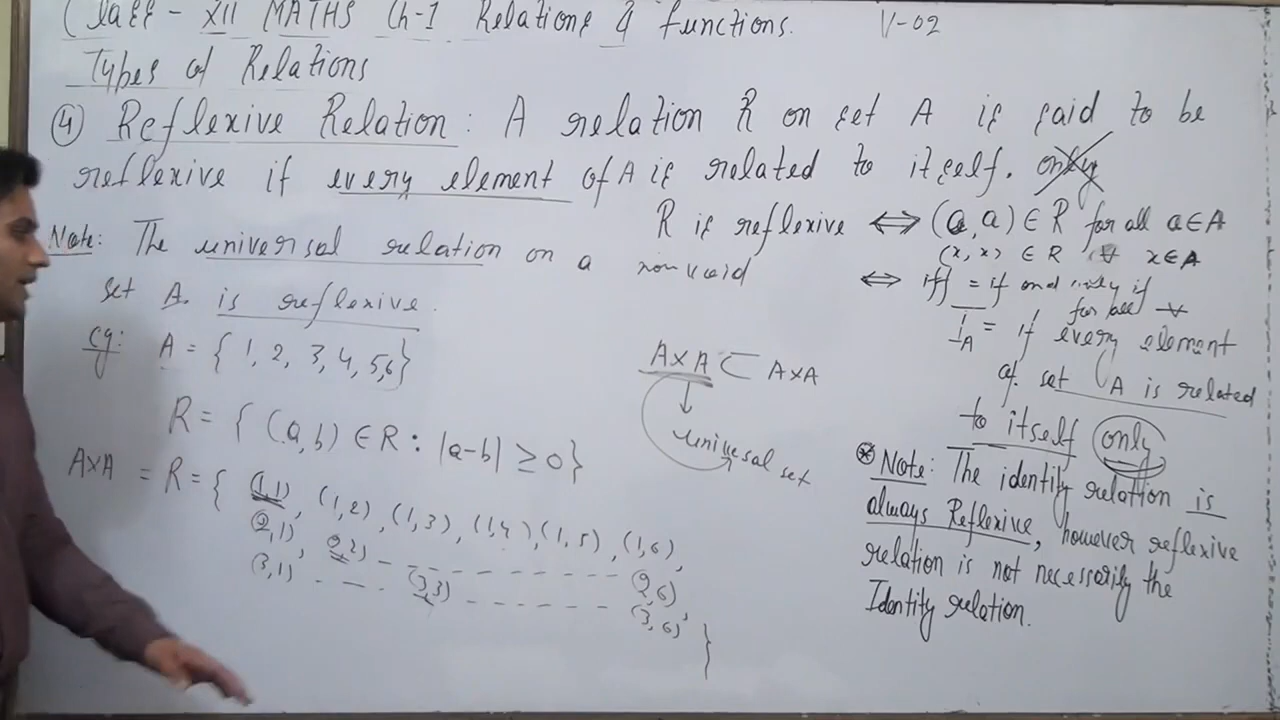 Class - XII MATHS Ch-1 Relations & functions. V-02
Types of Relations
④ Reflexive Relation: A relation R on set A is said to be
reflexive if every element of A is related to itself. only
R is reflexive ⟺ (a, a) ∈ R for all a ∈ A
(x, x) ∈ R ∀ x ∈ A
⟺ iff = if and only if
for all ∀
Note: The universal relation on a non void
set A. is reflexive.
eg: A = { 1, 2, 3, 4, 5, 6}
R = { (a, b) ∈ R : |a-b| ≥ 0}
A×A = R = { (1,1), (1,2), (1,3), (1,4), (1,5), (1,6),
(2,1), (2,2) - - - - - - - - - (2,6),
(3,1) - - - (3,3) - - - - - - (3,6)
}
A×A ⊂ A×A
↓
universal set
I_A = if every element
of set A is related
to itself only
* Note: The identity relation is
always Reflexive, however reflexive
relation is not necessarily the
Identity relation.